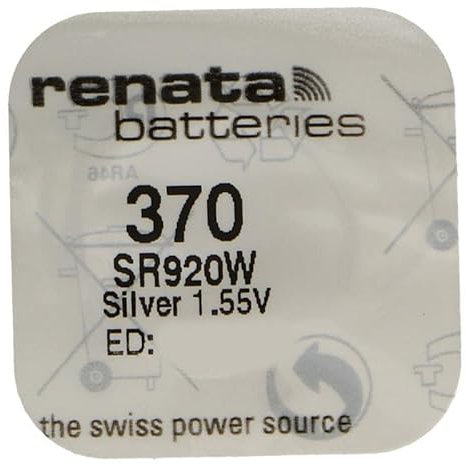 renata
batteries
370
SR920W
Silver 1.55V
ED:
the swiss power source